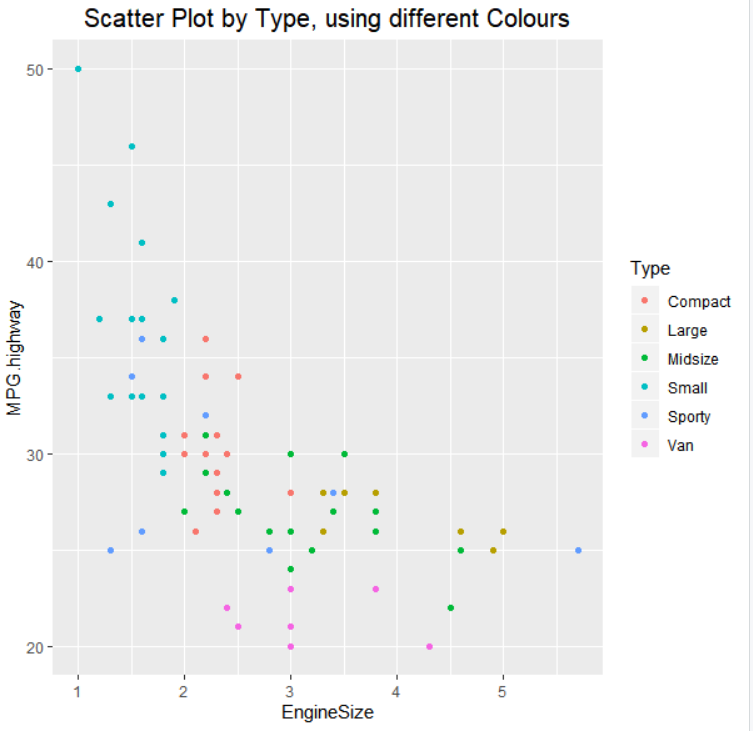 Scatter Plot by Type, using different Colours
50
40
30
20
MPG.highway
1 2 3 4 5
EngineSize
Type
Compact
Large
Midsize
Small
Sporty
Van